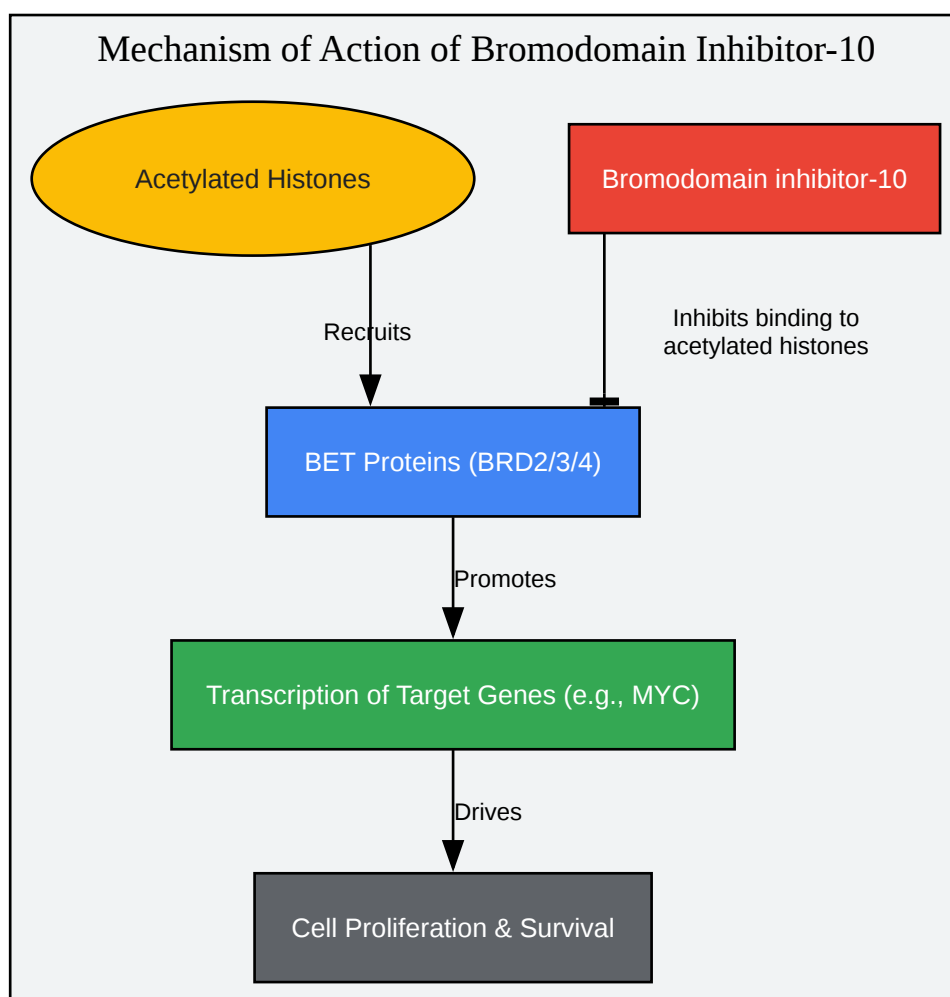 Mechanism of Action of Bromodomain Inhibitor-10
Acetylated Histones
Bromodomain inhibitor-10
Recruits
Inhibits binding to
acetylated histones
BET Proteins (BRD2/3/4)
Promotes
Transcription of Target Genes (e.g., MYC)
Drives
Cell Proliferation & Survival